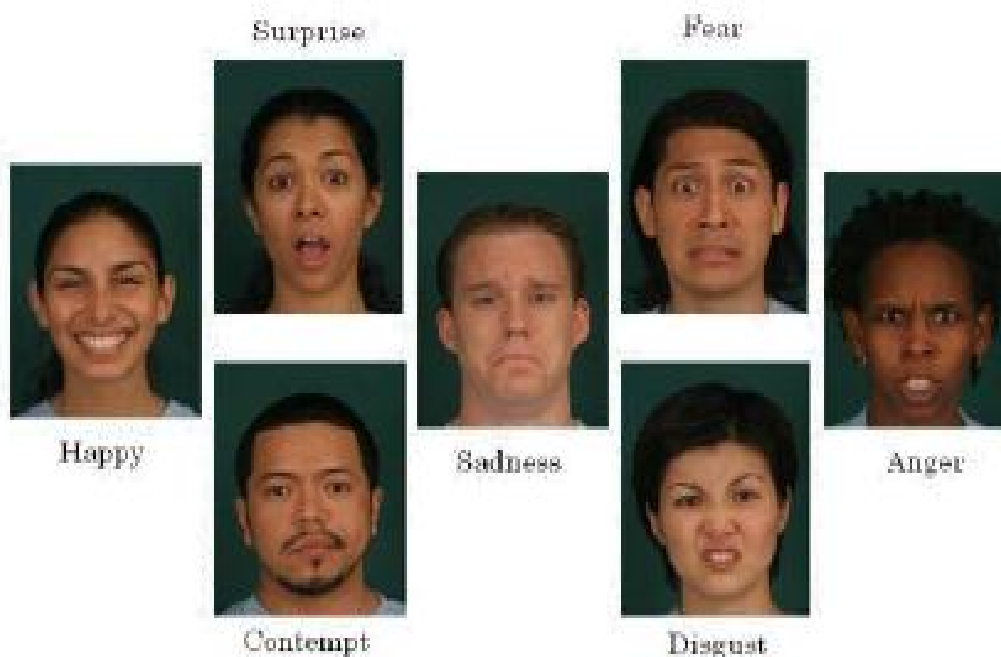 Surprise
Fear
Happy
Sadness
Anger
Contempt
Disgust